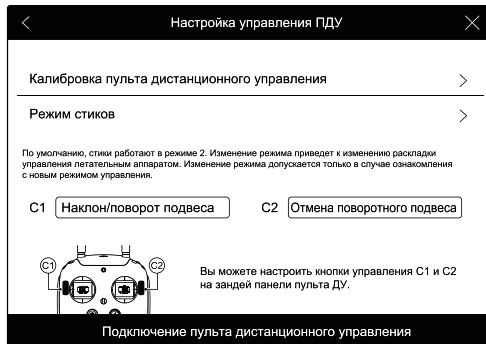 Настройка управления ПДУ
Калибровка пульта дистанционного управления
Режим стиков
По умолчанию, стики работают в режиме 2. Изменение режима приведет к изменению раскладки
управления летательным аппаратом. Изменение режима допускается только в случае ознакомления
с новым режимом управления.
C1 Наклон/поворот подвеса C2 Отмена поворотного подвеса
C1 C2
Вы можете настроить кнопки управления C1 и C2
на зандей панели пульта ДУ.
Подключение пульта дистанционного управления